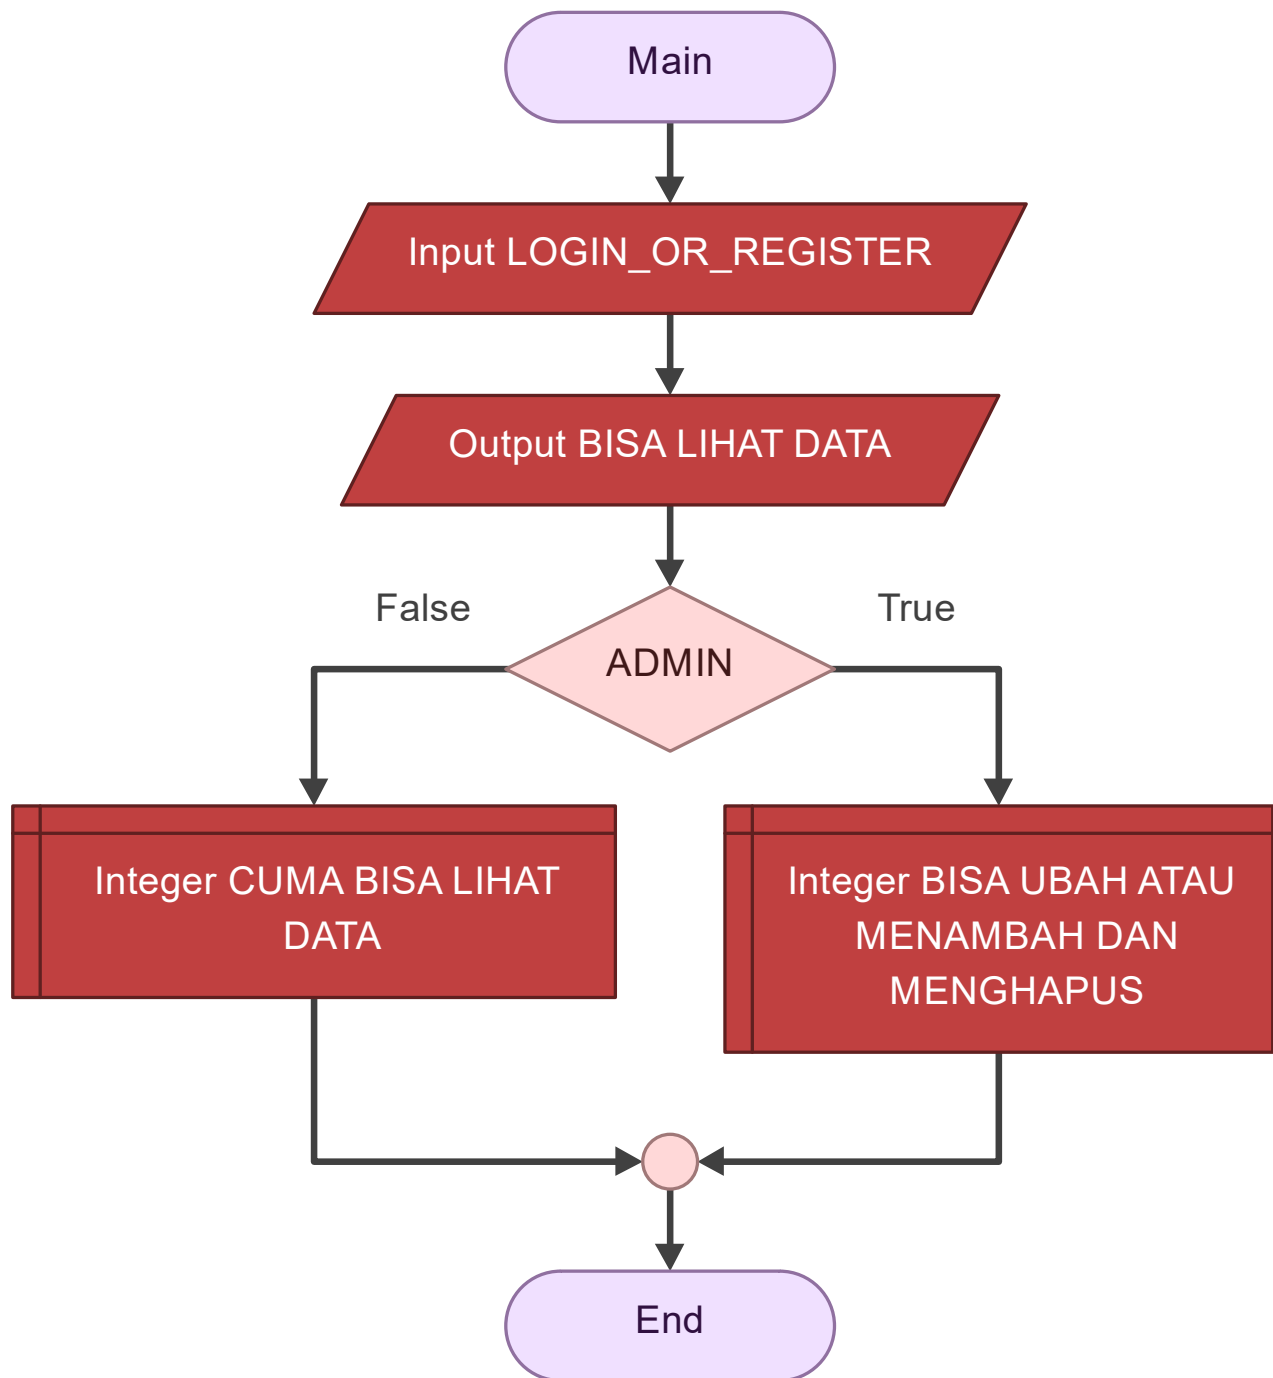 Main
Input LOGIN_OR_REGISTER
Output BISA LIHAT DATA
False
True
ADMIN
Integer CUMA BISA LIHAT
DATA
Integer BISA UBAH ATAU
MENAMBAH DAN
MENGHAPUS
End